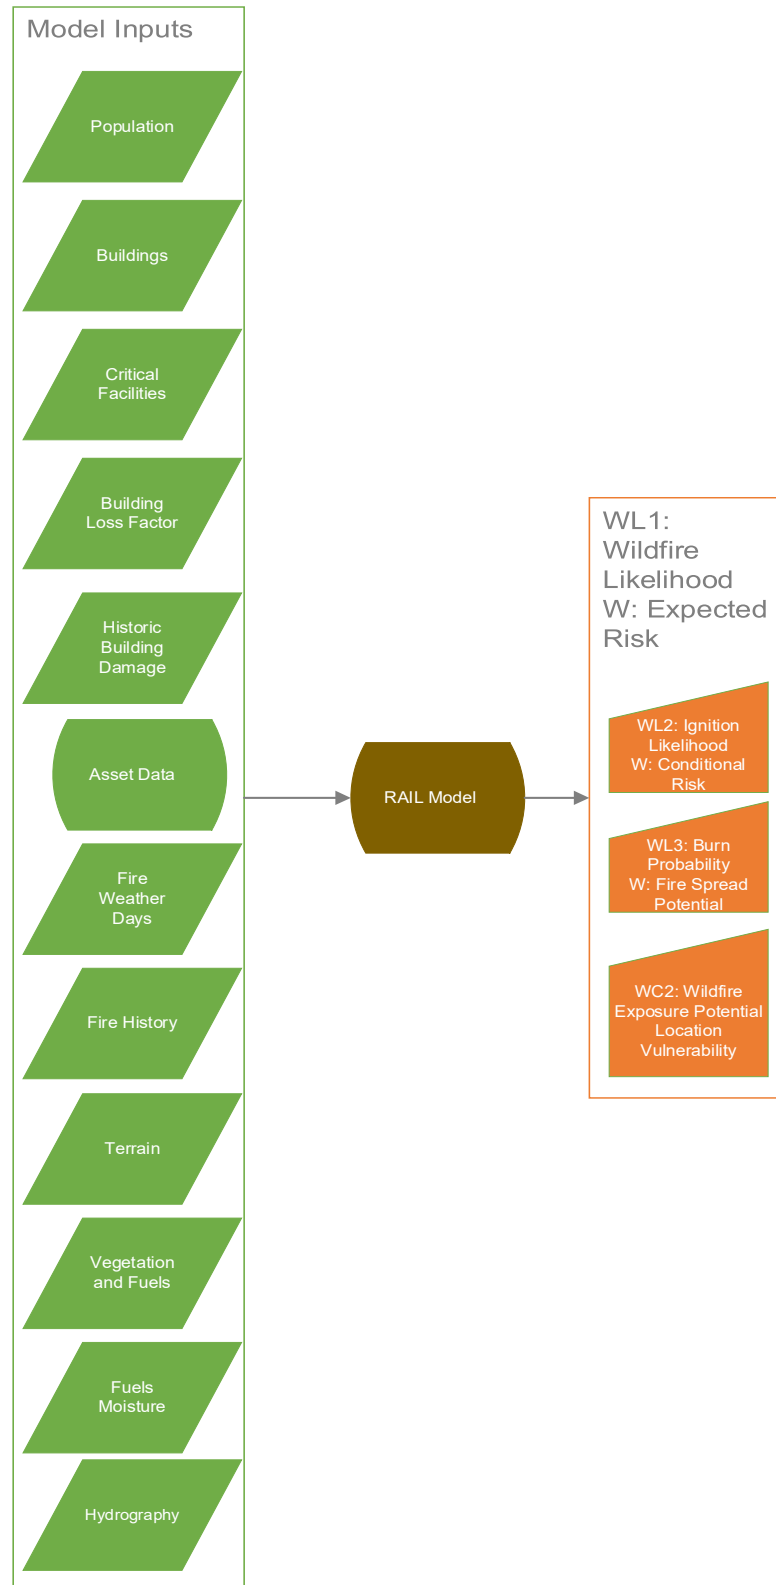 Model Inputs
Population
Buildings
Critical
Facilities
Building
Loss Factor
Historic
Building
Damage
Asset Data
Fire
Weather
Days
Fire History
Terrain
Vegetation
and Fuels
Fuels
Moisture
Hydrography
RAIL Model
WL1:
Wildfire
Likelihood
W: Expected
Risk
WL2: Ignition
Likelihood
W: Conditional
Risk
WL3: Burn
Probability
W: Fire Spread
Potential
WC2: Wildfire
Exposure Potential
Location
Vulnerability